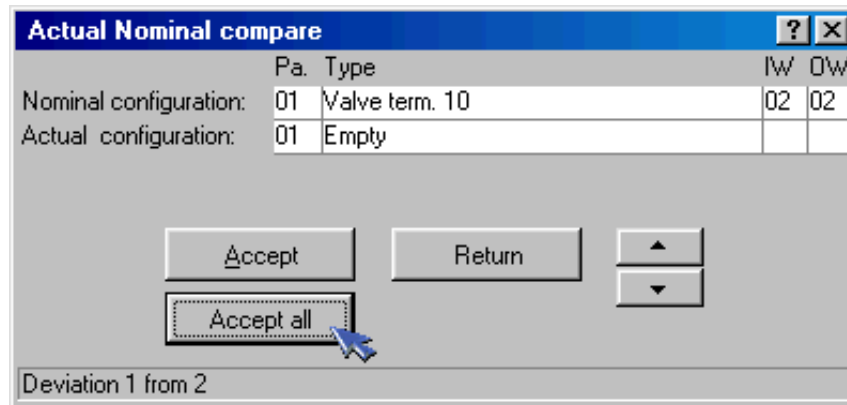 Actual Nominal compare
Pa. Type IW OW
Nominal configuration: 01 Valve term. 10 02 02
Actual configuration: 01 Empty
Accept Return
Accept all
Deviation 1 from 2